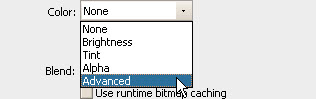 Color: None
None
Brightness
Tint
Alpha
Blend:
Advanced
Use runtime bitmap caching